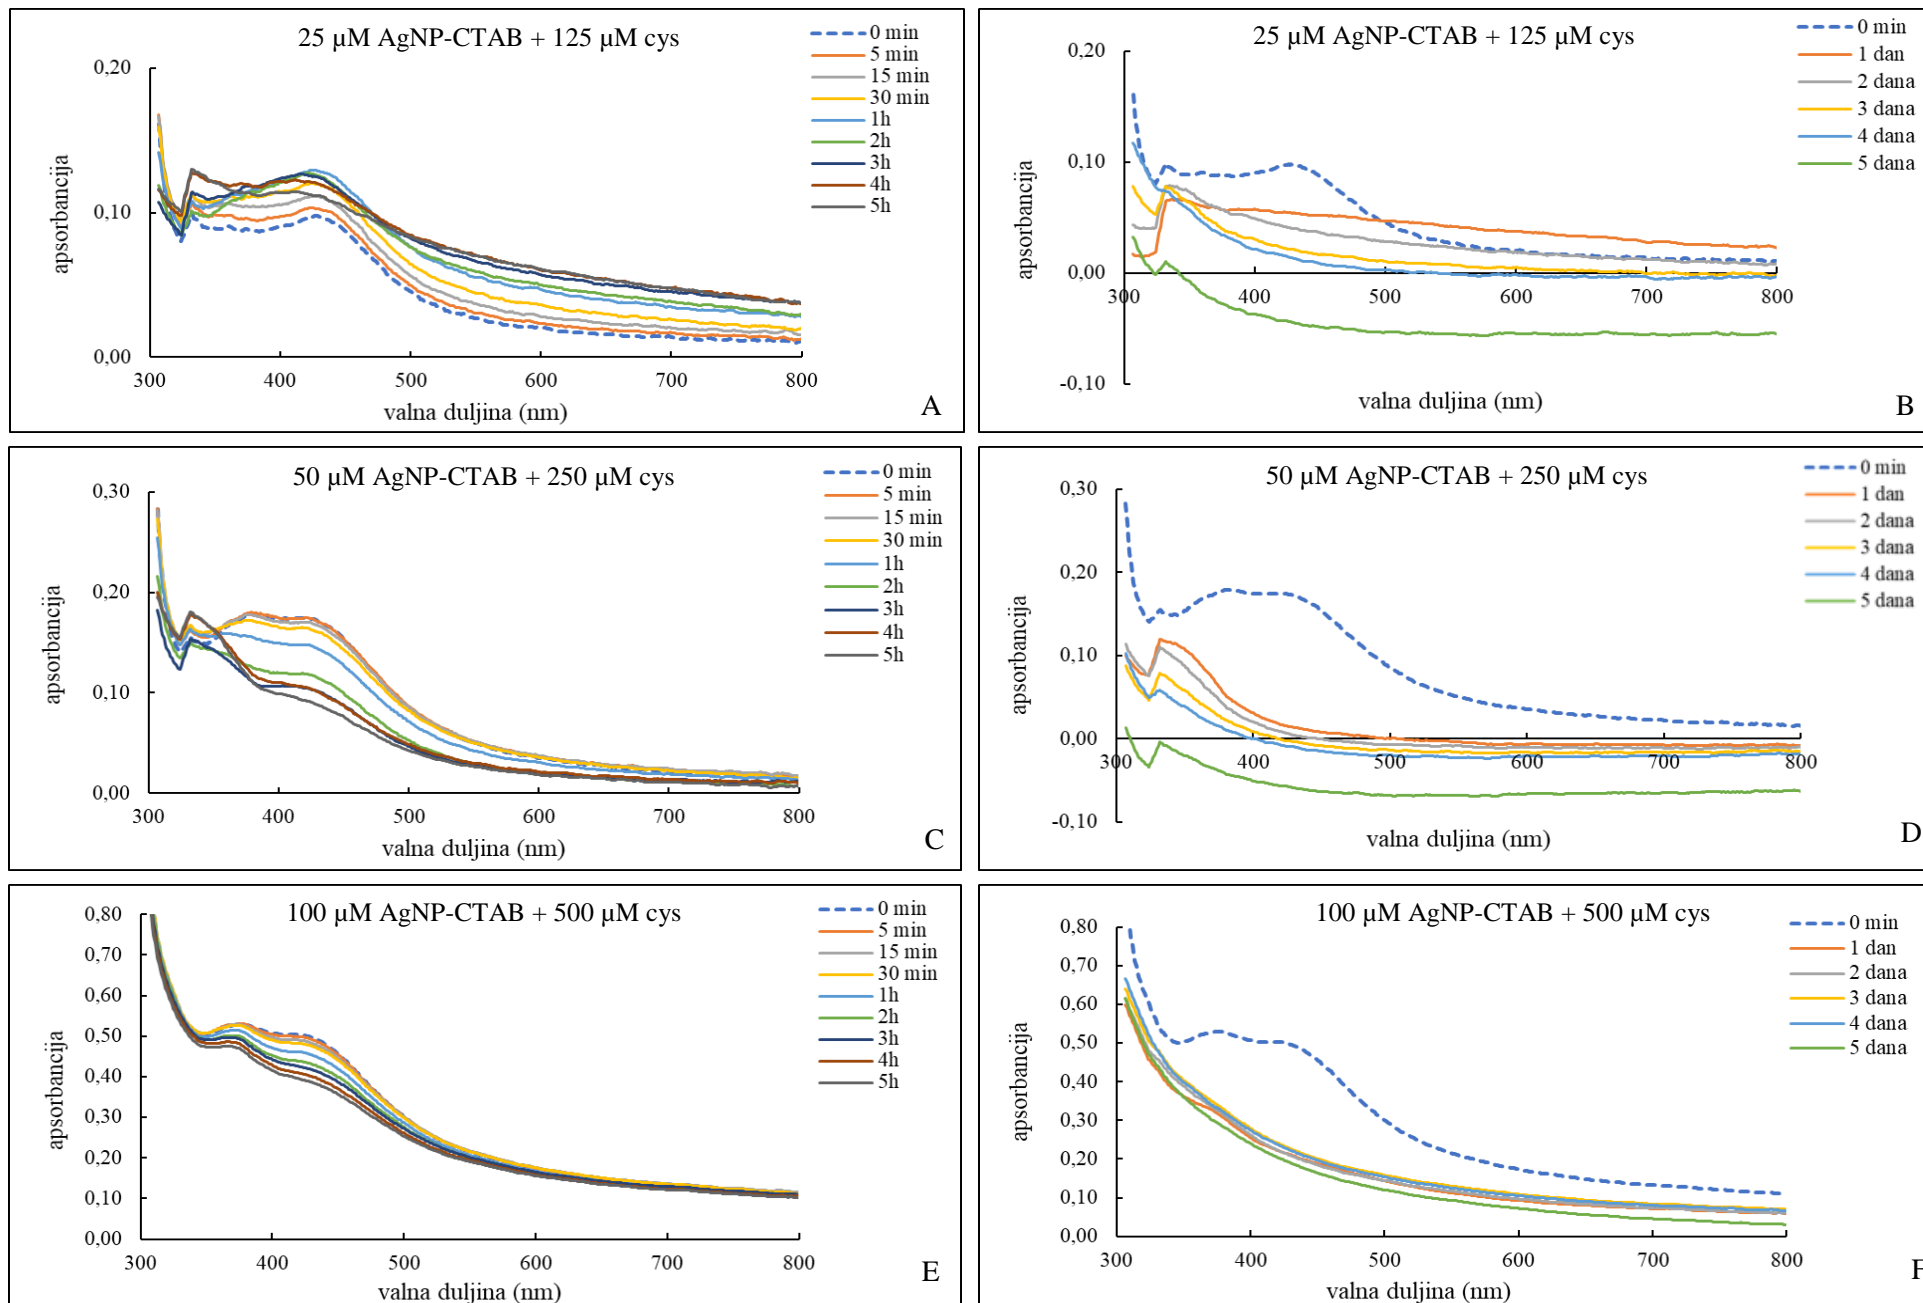 25 µM AgNP-CTAB + 125 µM cys
0 min
5 min
15 min
30 min
1h
2h
3h
4h
5h
0,20
0,10
0,00
apsorbancija
300 400 500 600 700 800
valna duljina (nm)
A
25 µM AgNP-CTAB + 125 µM cys
0 min
1 dan
2 dana
3 dana
4 dana
5 dana
0,20
0,10
0,00
-0,10
apsorbancija
300 400 500 600 700 800
valna duljina (nm)
B
50 µM AgNP-CTAB + 250 µM cys
0 min
5 min
15 min
30 min
1h
2h
3h
4h
5h
0,30
0,20
0,10
0,00
apsorbancija
300 400 500 600 700 800
valna duljina (nm)
C
50 µM AgNP-CTAB + 250 µM cys
0 min
1 dan
2 dana
3 dana
4 dana
5 dana
0,30
0,20
0,10
0,00
-0,10
apsorbancija
300 400 500 600 700 800
valna duljina (nm)
D
100 µM AgNP-CTAB + 500 µM cys
0 min
5 min
15 min
30 min
1h
2h
3h
4h
5h
0,80
0,70
0,60
0,50
0,40
0,30
0,20
0,10
0,00
apsorbancija
300 400 500 600 700 800
valna duljina (nm)
E
100 µM AgNP-CTAB + 500 µM cys
0 min
1 dan
2 dana
3 dana
4 dana
5 dana
0,80
0,70
0,60
0,50
0,40
0,30
0,20
0,10
0,00
apsorbancija
300 400 500 600 700 800
valna duljina (nm)
F